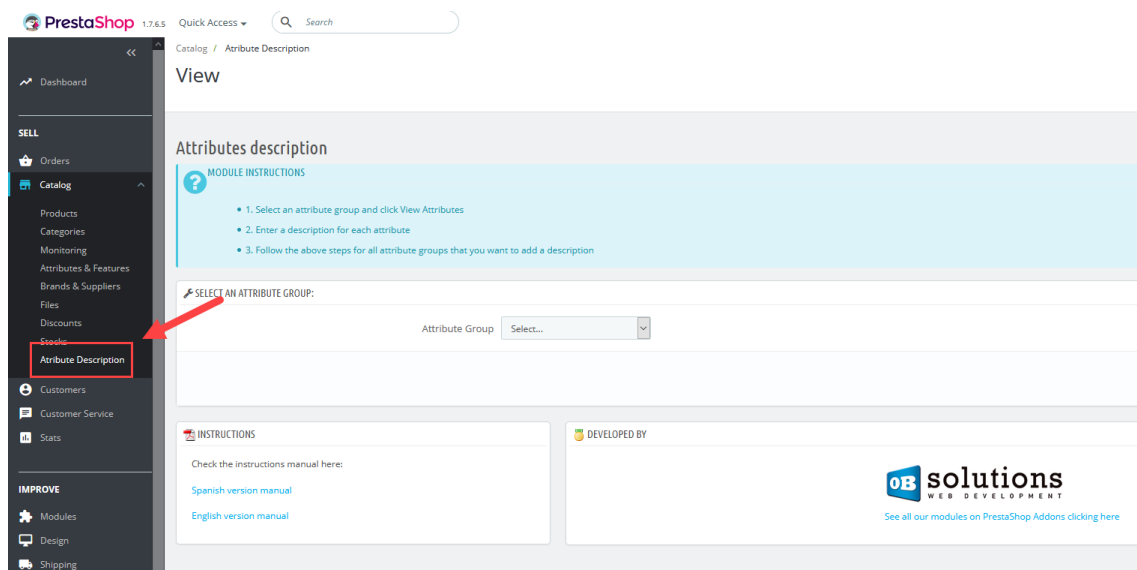 PrestaShop 1.7.6.5 Quick Access Search
Catalog / Atribute Description
View
Dashboard
SELL
Orders
Catalog
Products
Categories
Monitoring
Attributes & Features
Brands & Suppliers
Files
Discounts
Stocks
Atribute Description
Customers
Customer Service
Stats
IMPROVE
Modules
Design
Shipping
Attributes description
MODULE INSTRUCTIONS
1. Select an attribute group and click View Attributes
2. Enter a description for each attribute
3. Follow the above steps for all attribute groups that you want to add a description
SELECT AN ATTRIBUTE GROUP:
Attribute Group Select...
INSTRUCTIONS
Check the instructions manual here:
Spanish version manual
English version manual
DEVELOPED BY
OB solutions
WEB DEVELOPMENT
See all our modules on PrestaShop Addons clicking here